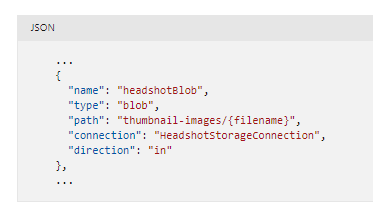 JSON
...
{
"name": "headshotBlob",
"type": "blob",
"path": "thumbnail-images/{filename}",
"connection": "HeadshotStorageConnection",
"direction": "in"
},
...